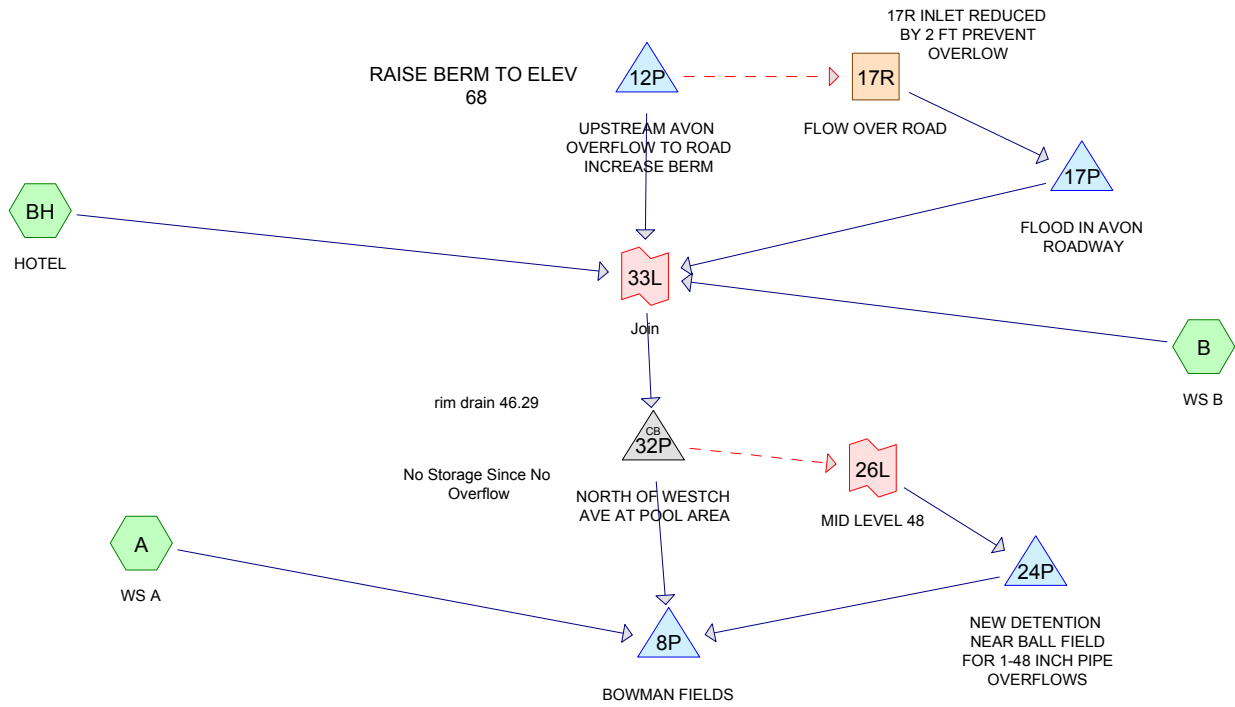 17R INLET REDUCED
BY 2 FT PREVENT
OVERLOW
RAISE BERM TO ELEV
68
12P
17R
UPSTREAM AVON
OVERFLOW TO ROAD
INCREASE BERM
FLOW OVER ROAD
17P
FLOOD IN AVON
ROADWAY
BH
HOTEL
33L
Join
B
WS B
rim drain 46.29
CB
32P
No Storage Since No
Overflow
NORTH OF WESTCH
AVE AT POOL AREA
26L
MID LEVEL 48
A
WS A
24P
NEW DETENTION
NEAR BALL FIELD
FOR 1-48 INCH PIPE
OVERFLOWS
8P
BOWMAN FIELDS